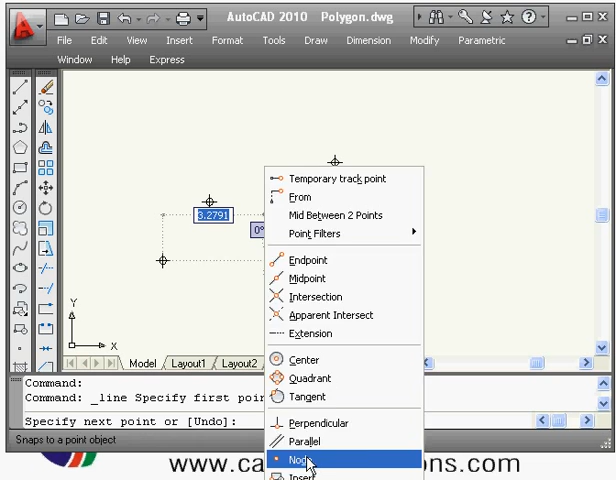 AutoCAD 2010 Polygon.dwg
File Edit View Insert Format Tools Draw Dimension Modify Parametric
Window Help Express
Temporary track point
From
3.2791
Mid Between 2 Points
0°
Point Filters
Endpoint
Midpoint
Intersection
Y
Apparent Intersect
Extension
X
Model Layout1 Layout2
Center
Quadrant
Command:
Command: _line Specify first poi
Tangent
Specify next point or [Undo]:
Perpendicular
Snaps to a point object
Parallel
Node
www.ca ons.com
Insert